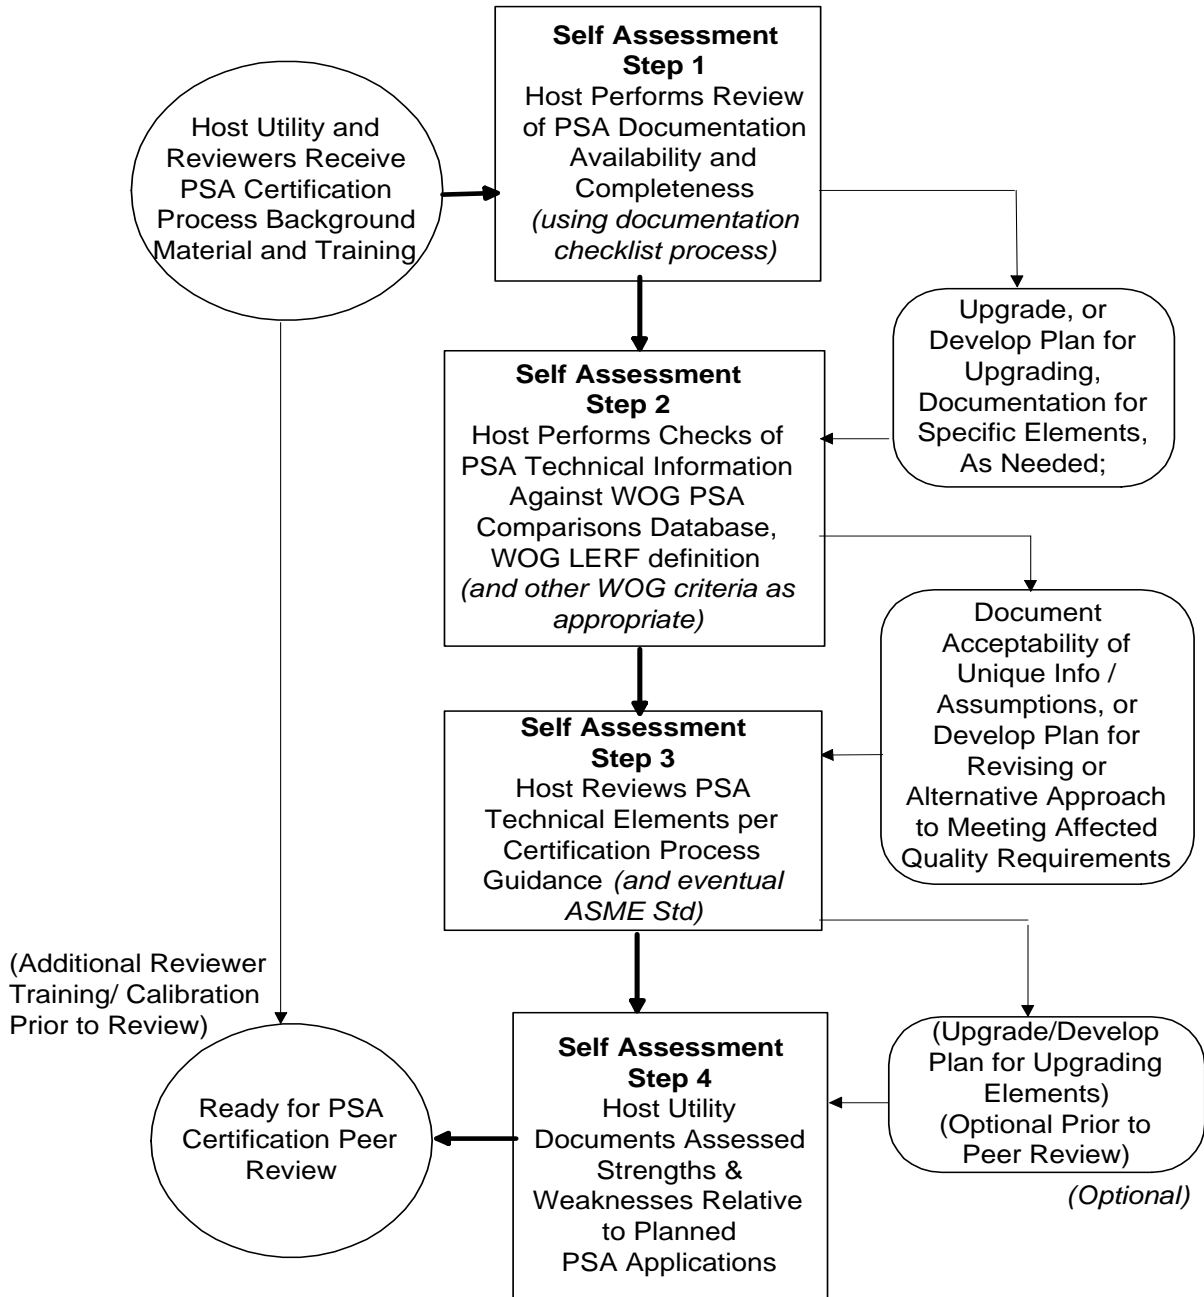 Self Assessment
Step 1
Host Performs Review
of PSA Documentation
Availability and
Completeness
(using documentation
checklist process)
Host Utility and
Reviewers Receive
PSA Certification
Process Background
Material and Training
Upgrade, or
Develop Plan for
Upgrading,
Documentation for
Specific Elements,
As Needed;
Self Assessment
Step 2
Host Performs Checks of
PSA Technical Information
Against WOG PSA
Comparisons Database,
WOG LERF definition
(and other WOG criteria as
appropriate)
Document
Acceptability of
Unique Info /
Assumptions, or
Develop Plan for
Revising or
Alternative Approach
to Meeting Affected
Quality Requirements
Self Assessment
Step 3
Host Reviews PSA
Technical Elements per
Certification Process
Guidance (and eventual
ASME Std)
(Additional Reviewer
Training/ Calibration
Prior to Review)
(Upgrade/Develop
Plan for Upgrading
Elements)
(Optional Prior to
Peer Review)
(Optional)
Self Assessment
Step 4
Host Utility
Documents Assessed
Strengths &
Weaknesses Relative
to Planned
PSA Applications
Ready for PSA
Certification Peer
Review